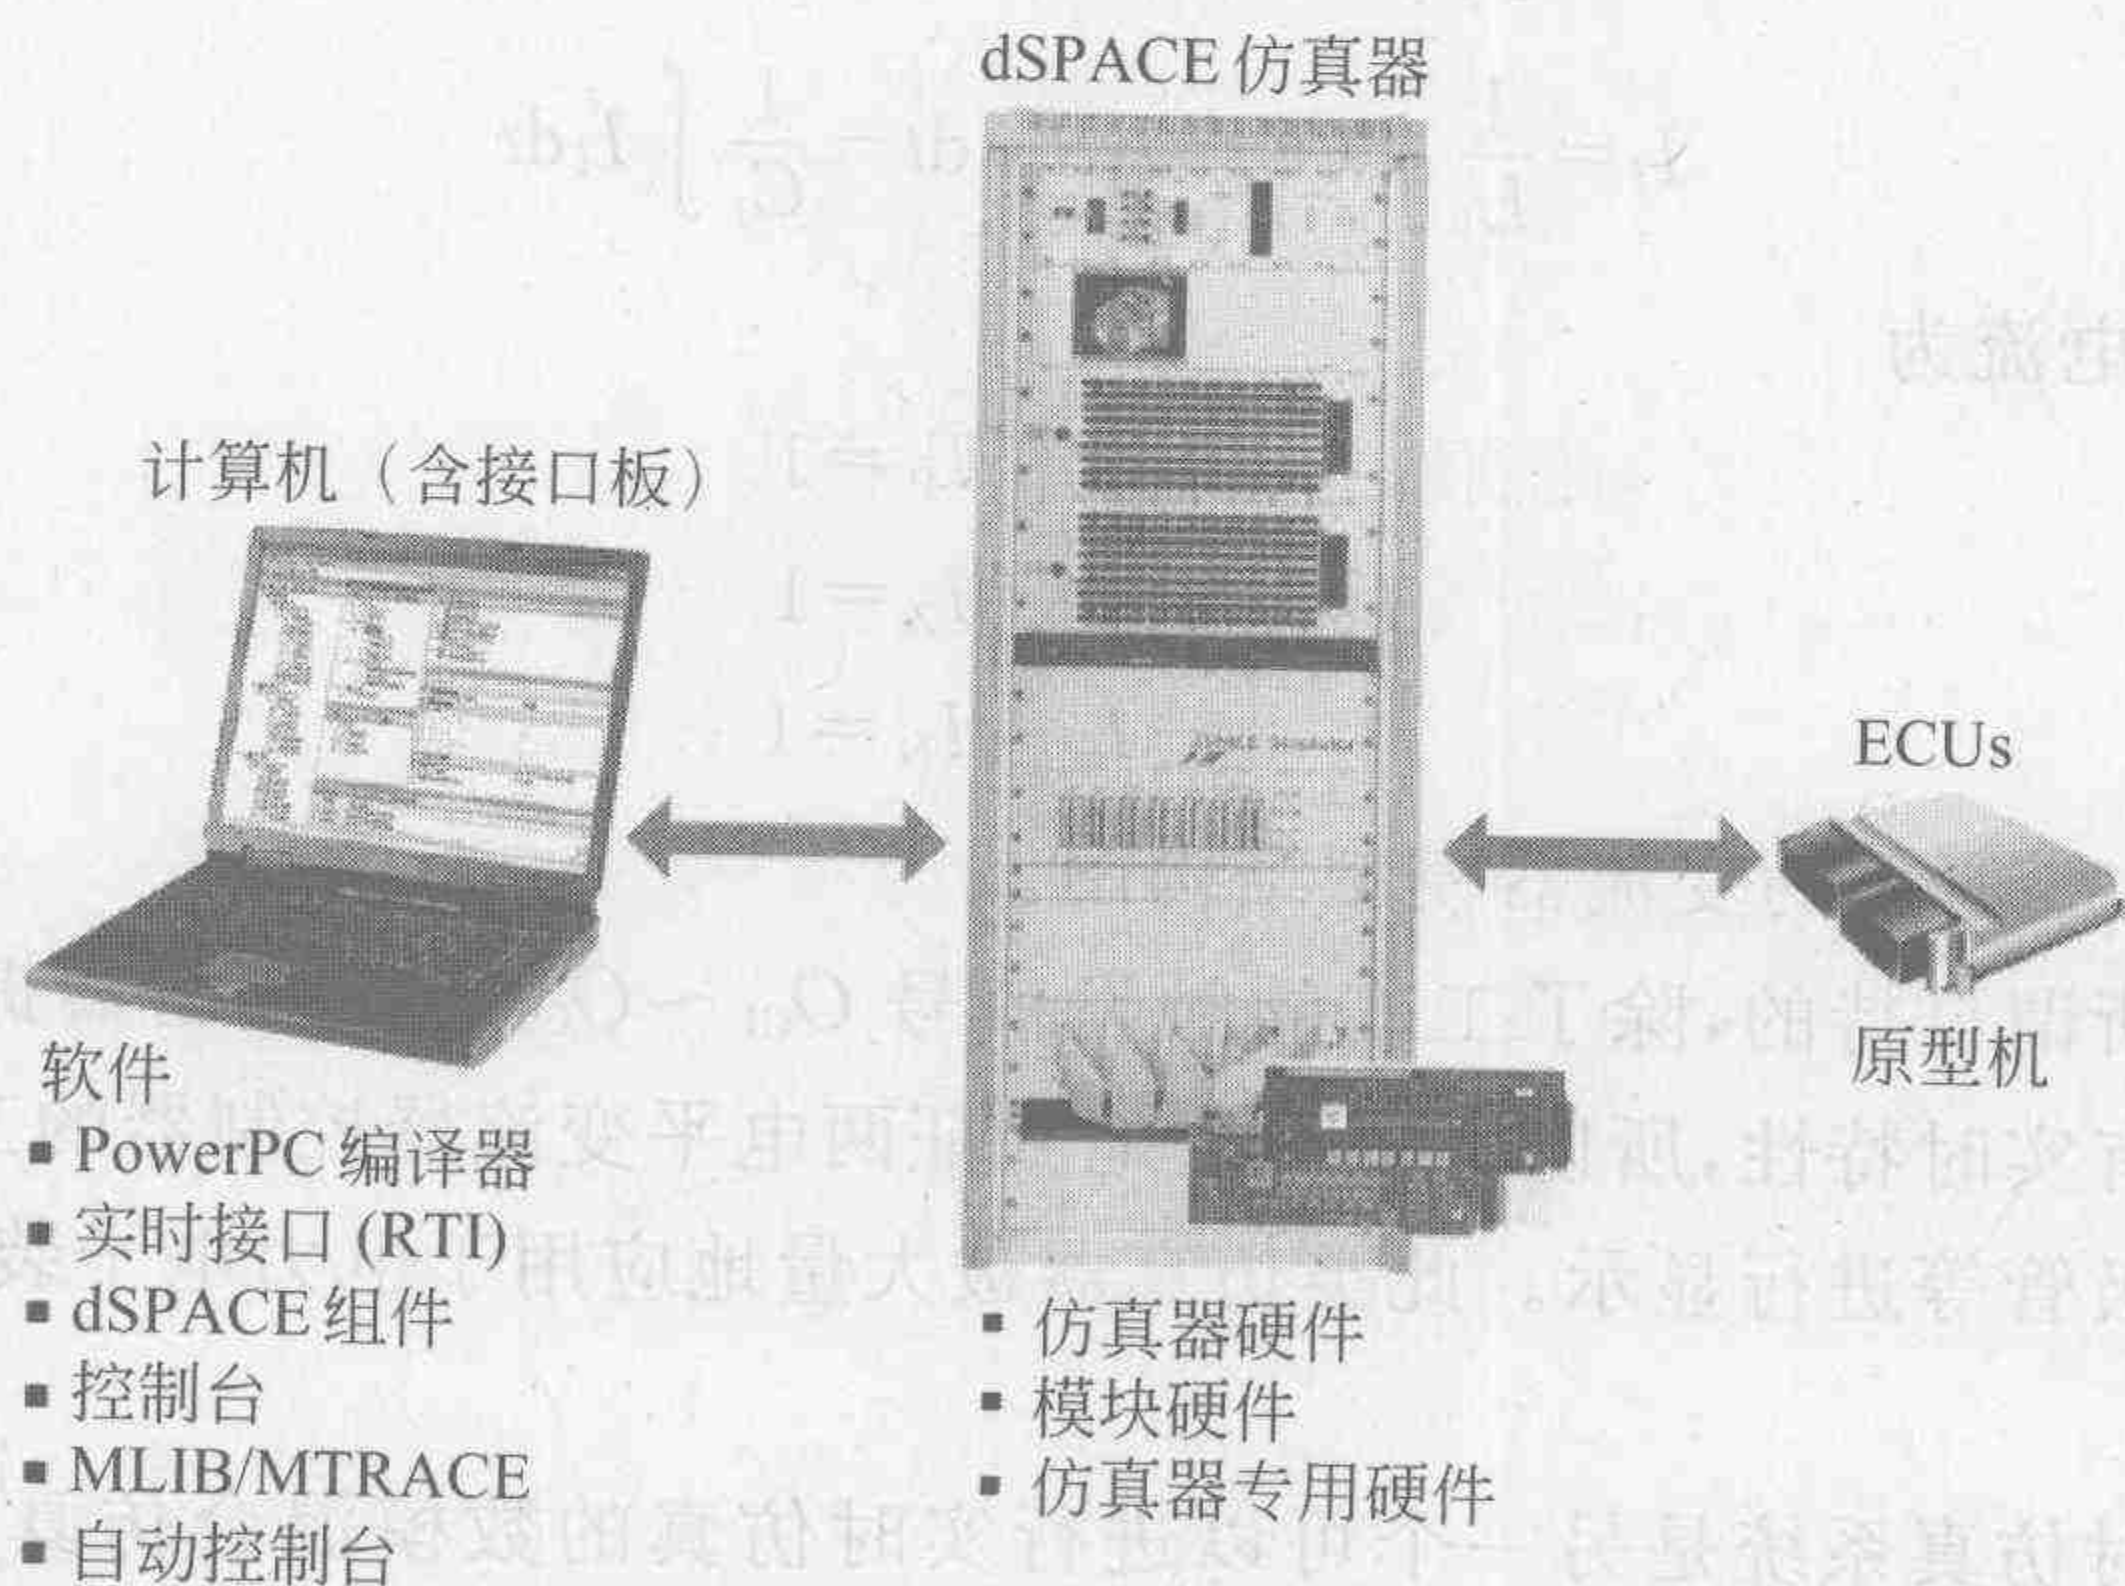 dSPACE 仿真器
计算机（含接口板）
ECUs
原型机
软件
▪ PowerPC 编译器
▪ 实时接口 (RTI)
▪ dSPACE 组件
▪ 控制台
▪ MLIB/MTRACE
▪ 自动控制台
▪ 仿真器硬件
▪ 模块硬件
▪ 仿真器专用硬件